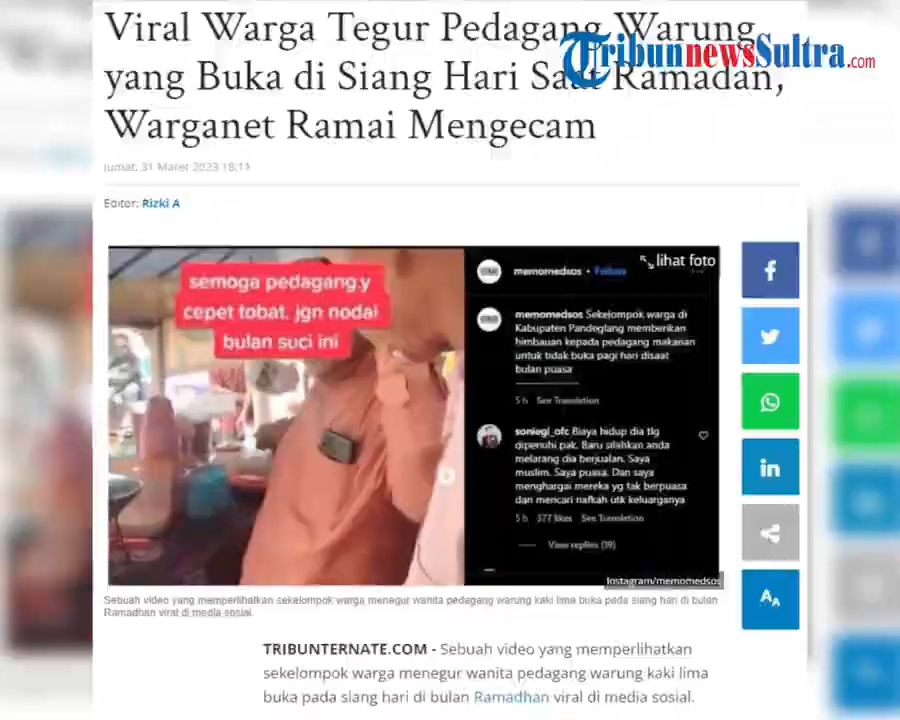 Viral Warga Tegur Pedagang Warung
yang Buka di Siang Hari Saat Ramadan,
Warganet Ramai Mengecam
TribunnewsSultra.com
Jumat, 31 Maret 2023 18:11
Editor: Rizki A
semoga pedagang.y
cepet tobat. jgn nodai
bulan suci ini
memomedsos • Follow
lihat foto
memomedsos Sekelompok warga di
Kabupaten Pandeglang memberikan
himbauan kepada pedagang makanan
untuk tidak buka pagi hari disaat
bulan puasa
5 h See Translation
soniegl_ofc Biaya hidup dia tlg
dipenuhi pak. Baru silahkan anda
melarang dia berjualan. Saya
muslim. Saya puasa. Dan saya
menghargai mereka yg tak berpuasa
dan mencari nafkah utk keluarganya
5 h 377 likes See Translation
View replies (19)
Instagram/memomedsos
Sebuah video yang memperlihatkan sekelompok warga menegur wanita pedagang warung kaki lima buka pada siang hari di bulan
Ramadhan viral di media sosial.
TRIBUNTERNATE.COM - Sebuah video yang memperlihatkan
sekelompok warga menegur wanita pedagang warung kaki lima
buka pada siang hari di bulan Ramadhan viral di media sosial.